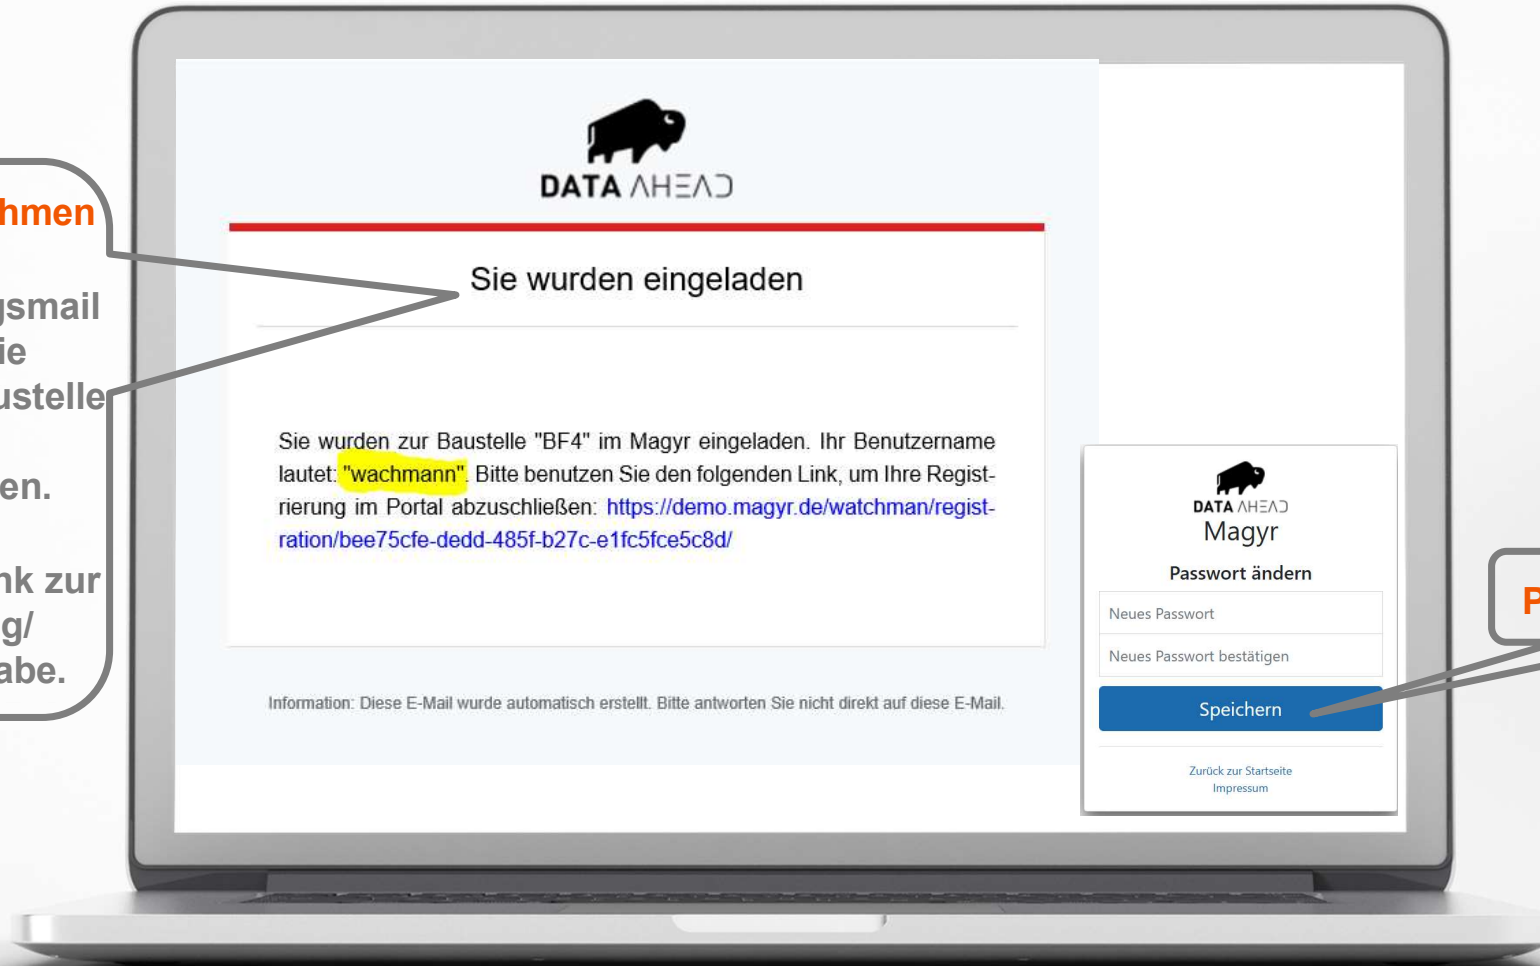 hmen
gsmail
ie
ustelle
en.
nk zur
g/
abe.
DATA AHEAD
Sie wurden eingeladen
Sie wurden zur Baustelle "BF4" im Magyr eingeladen. Ihr Benutzername
lautet: "wachmann". Bitte benutzen Sie den folgenden Link, um Ihre Regist-
rierung im Portal abzuschließen: https://demo.magyr.de/watchman/regist-
ration/bee75cfe-dedd-485f-b27c-e1fc5fce5c8d/
Information: Diese E-Mail wurde automatisch erstellt. Bitte antworten Sie nicht direkt auf diese E-Mail.
DATA AHEAD
Magyr
Passwort ändern
Neues Passwort
Neues Passwort bestätigen
Speichern
Zurück zur Startseite
Impressum
P